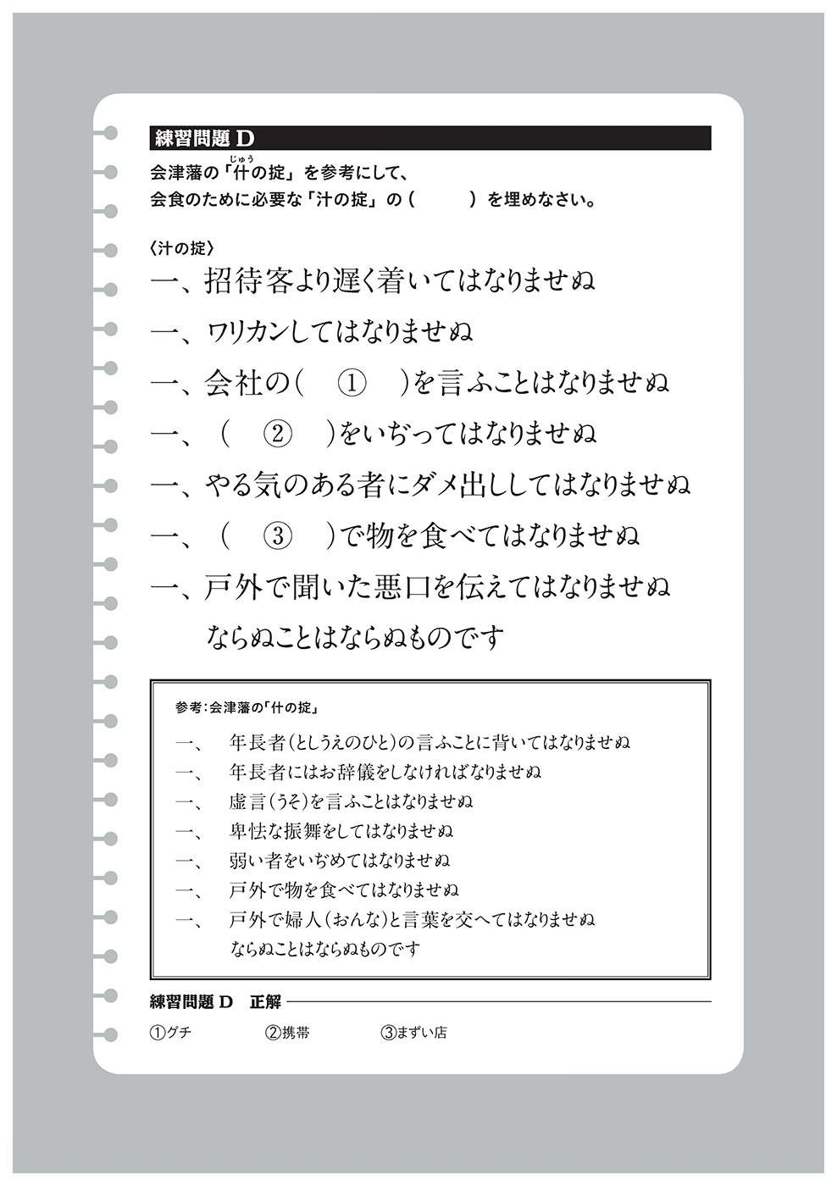 練習問題 D
会津藩の「什の掟」を参考にして、
会食のために必要な「汁の掟」の(　　　)を埋めなさい。
〈汁の掟〉
一、招待客より遅く着いてはなりませぬ
一、ワリカンしてはなりませぬ
一、会社の(　①　)を言ふことはなりませぬ
一、(　②　)をいぢってはなりませぬ
一、やる気のある者にダメ出ししてはなりませぬ
一、(　③　)で物を食べてはなりませぬ
一、戸外で聞いた悪口を伝えてはなりませぬ
ならぬことはならぬものです
参考:会津藩の「什の掟」
一、　年長者(としうえのひと)の言ふことに背いてはなりませぬ
一、　年長者にはお辞儀をしなければなりませぬ
一、　虚言(うそ)を言ふことはなりませぬ
一、　卑怯な振舞をしてはなりませぬ
一、　弱い者をいぢめてはなりませぬ
一、　戸外で物を食べてはなりませぬ
一、　戸外で婦人(おんな)と言葉を交へてはなりませぬ
ならぬことはならぬものです
練習問題 D　正解
①グチ　②携帯　③まずい店